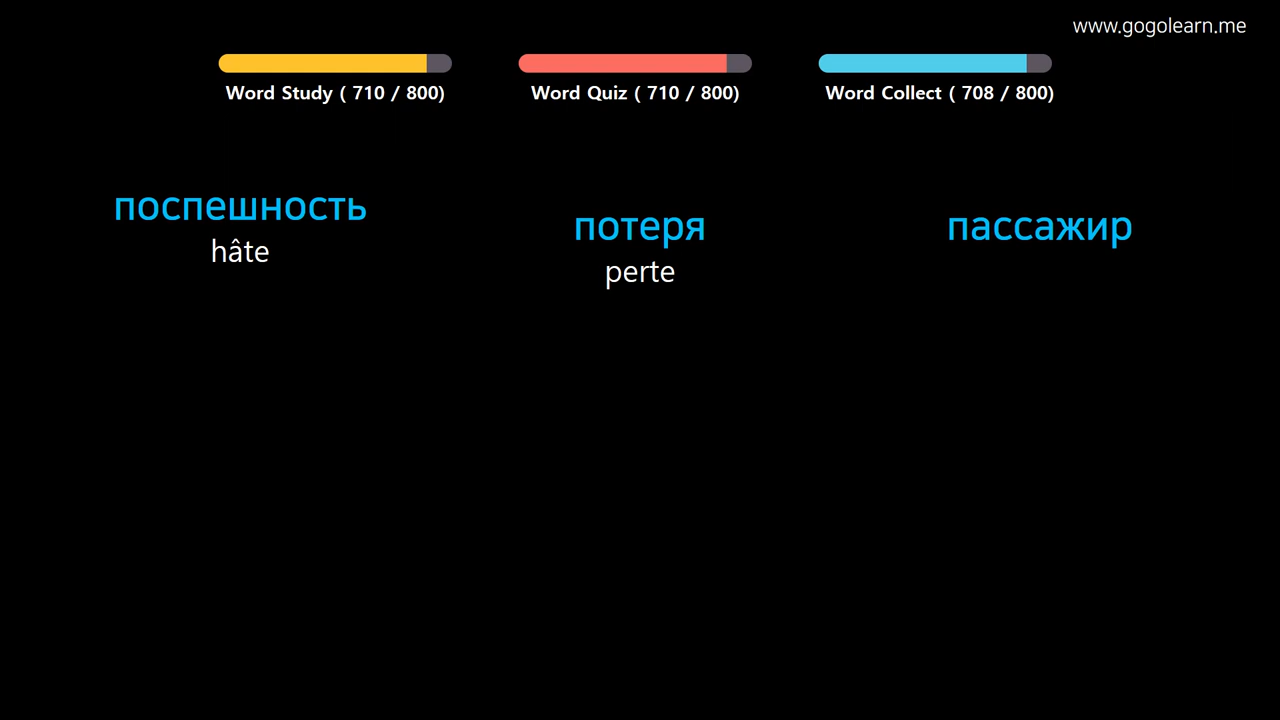 www.gogolearn.me
Word Study ( 710 / 800)
Word Quiz ( 710 / 800)
Word Collect ( 708 / 800)
поспешность
hâte
потеря
perte
пассажир